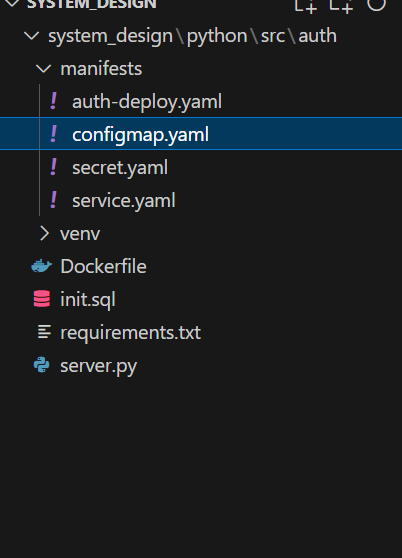 SYSTEM_DESIGN
system_design\python\src\auth
manifests
! auth-deploy.yaml
! configmap.yaml
! secret.yaml
! service.yaml
venv
Dockerfile
init.sql
requirements.txt
server.py